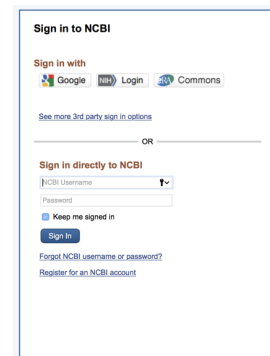 Sign in to NCBI
Sign in with
Google NIH Login eRA Commons
See more 3rd party sign in options
OR
Sign in directly to NCBI
NCBI Username
Password
Keep me signed in
Sign In
Forgot NCBI username or password?
Register for an NCBI account